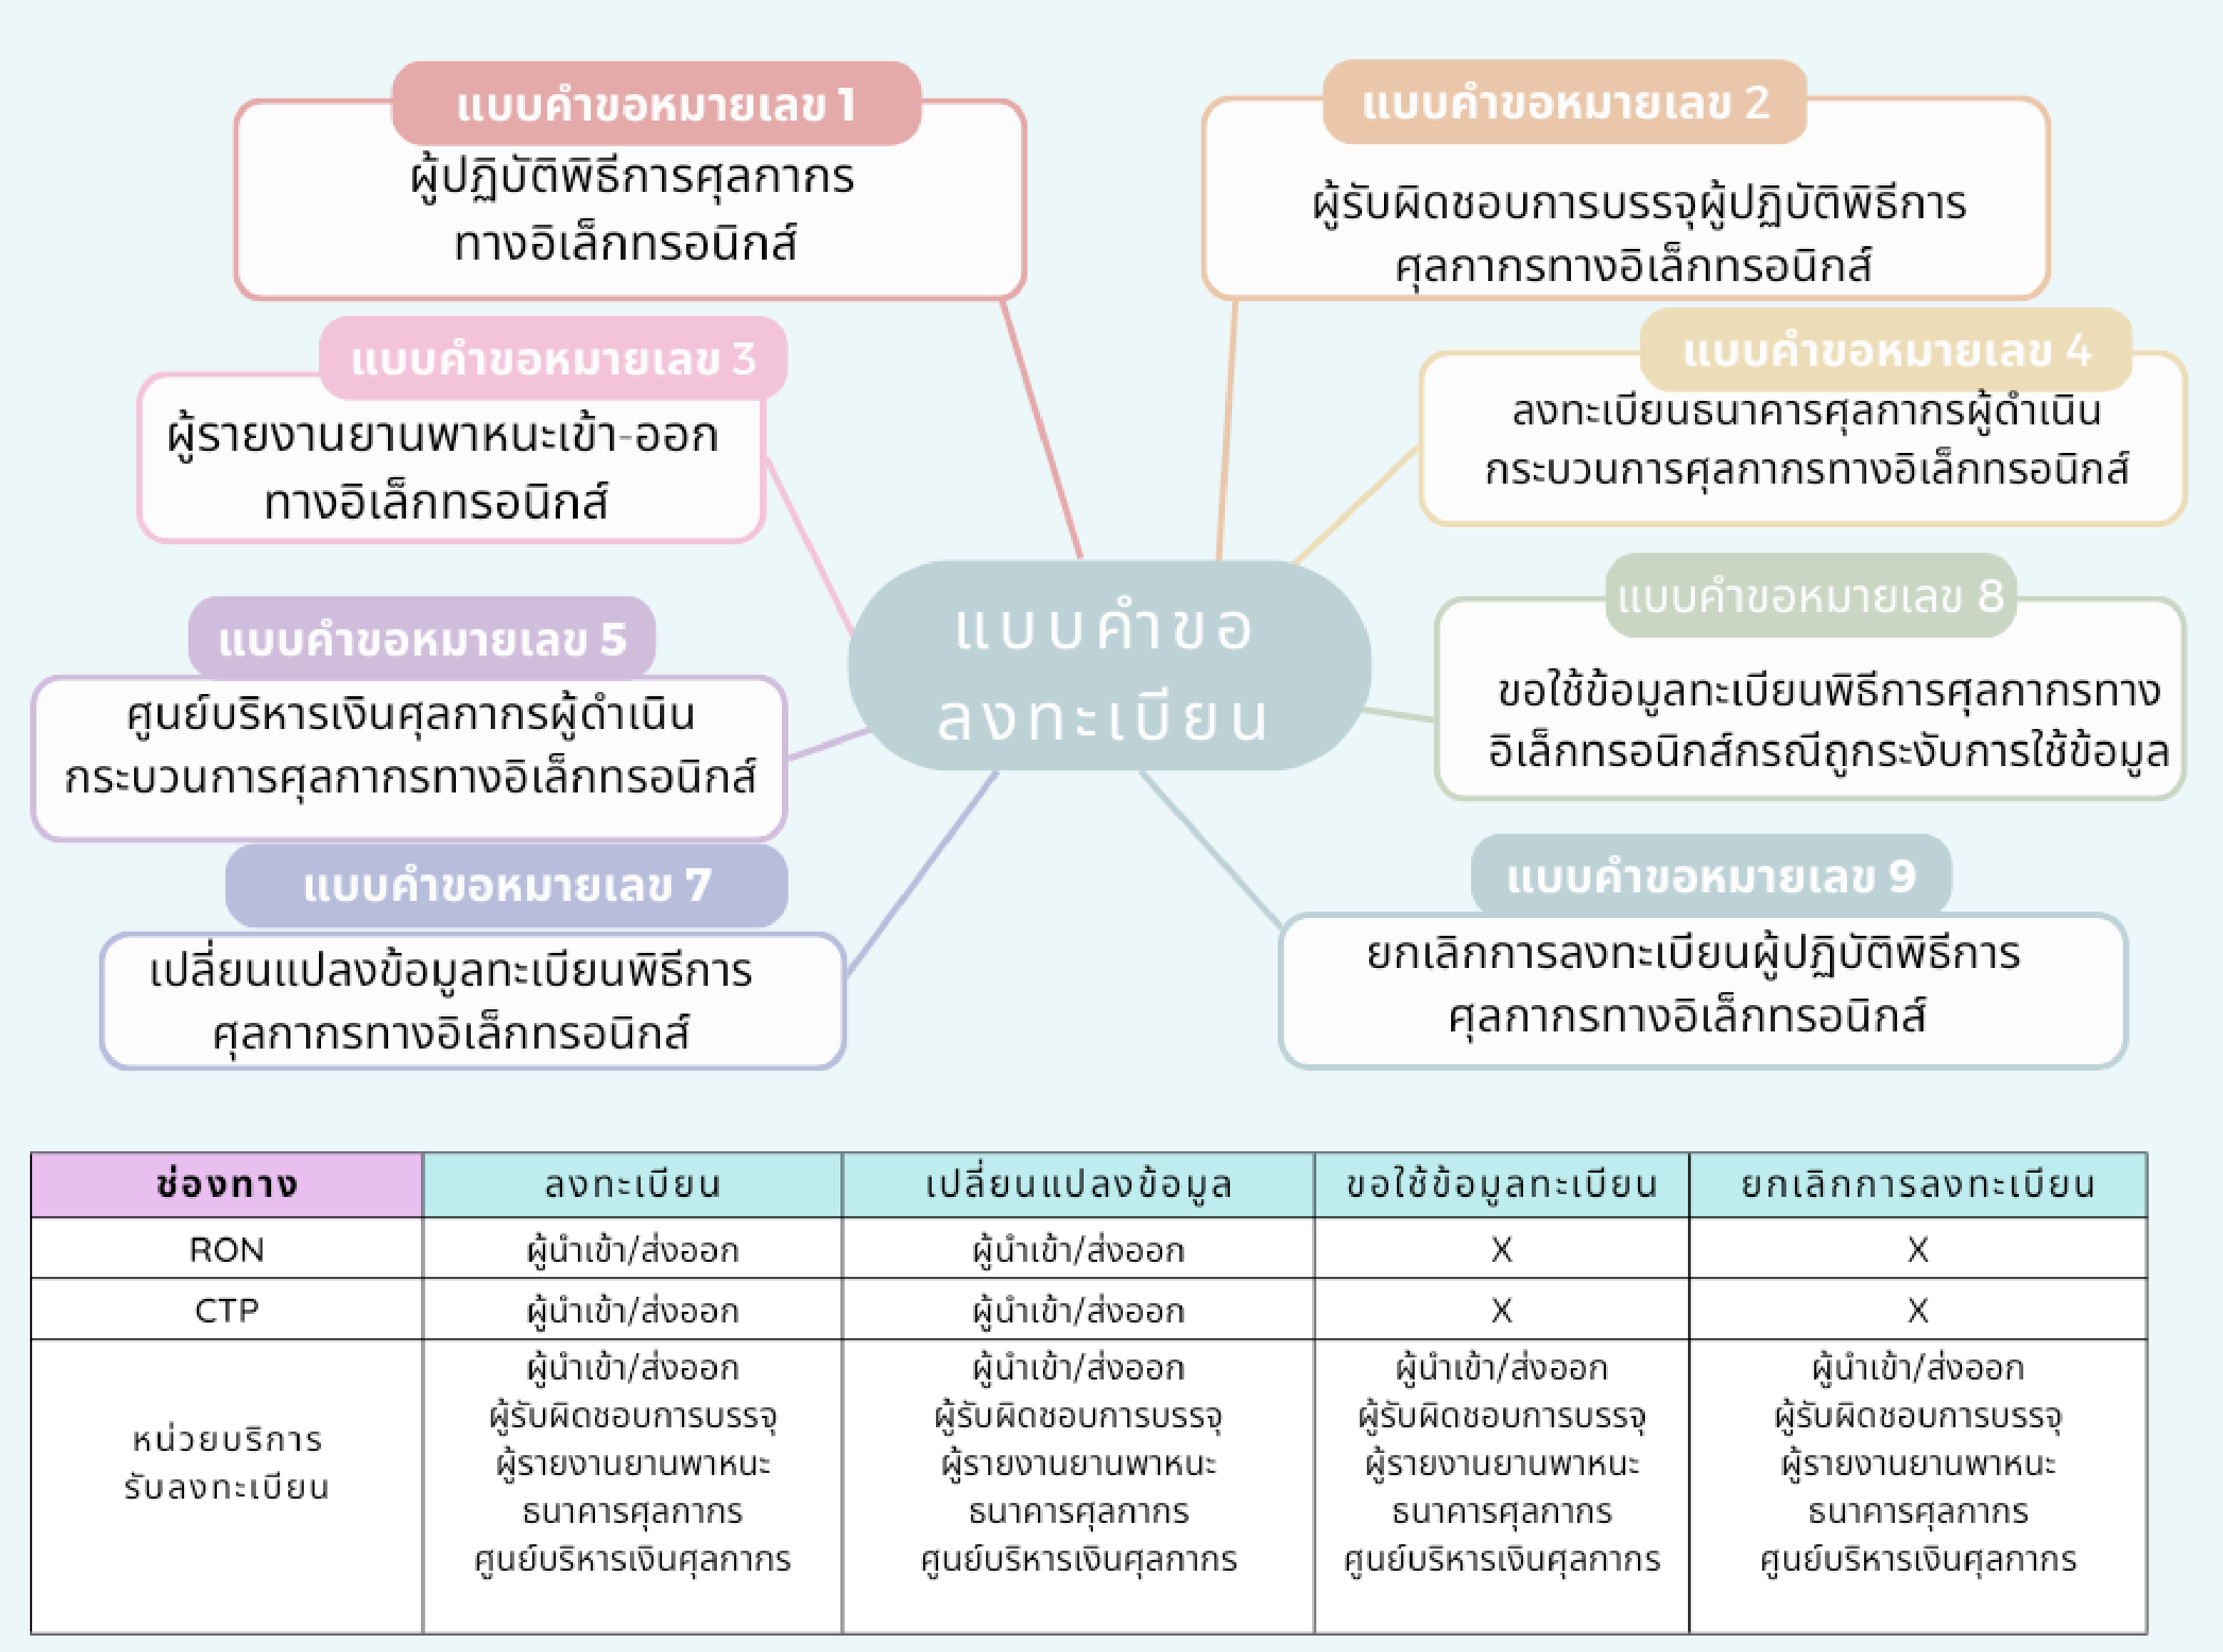 แบบคำขอหมายเลข 1
ผู้ปฏิบัติพิธีการศุลกากร
ทางอิเล็กทรอนิกส์
แบบคำขอหมายเลข 2
ผู้รับผิดชอบการบรรจุผู้ปฏิบัติพิธีการ
ศุลกากรทางอิเล็กทรอนิกส์
แบบคำขอหมายเลข 3
ผู้รายงานยานพาหนะเข้า-ออก
ทางอิเล็กทรอนิกส์
แบบคำขอหมายเลข 4
ลงทะเบียนธนาคารศุลกากรผู้ดำเนิน
กระบวนการศุลกากรทางอิเล็กทรอนิกส์
แบบคำขอ
ลงทะเบียน
แบบคำขอหมายเลข 5
ศูนย์บริหารเงินศุลกากรผู้ดำเนิน
กระบวนการศุลกากรทางอิเล็กทรอนิกส์
แบบคำขอหมายเลข 8
ขอใช้ข้อมูลทะเบียนพิธีการศุลกากรทาง
อิเล็กทรอนิกส์กรณีถูกระงับการใช้ข้อมูล
แบบคำขอหมายเลข 7
เปลี่ยนแปลงข้อมูลทะเบียนพิธีการ
ศุลกากรทางอิเล็กทรอนิกส์
แบบคำขอหมายเลข 9
ยกเลิกการลงทะเบียนผู้ปฏิบัติพิธีการ
ศุลกากรทางอิเล็กทรอนิกส์
ช่องทาง ลงทะเบียน เปลี่ยนแปลงข้อมูล ขอใช้ข้อมูลทะเบียน ยกเลิกการลงทะเบียน
RON ผู้นำเข้า/ส่งออก ผู้นำเข้า/ส่งออก X X
CTP ผู้นำเข้า/ส่งออก ผู้นำเข้า/ส่งออก X X
หน่วยบริการ
รับลงทะเบียน
ผู้นำเข้า/ส่งออก ผู้นำเข้า/ส่งออก ผู้นำเข้า/ส่งออก ผู้นำเข้า/ส่งออก
ผู้รับผิดชอบการบรรจุ ผู้รับผิดชอบการบรรจุ ผู้รับผิดชอบการบรรจุ ผู้รับผิดชอบการบรรจุ
ผู้รายงานยานพาหนะ ผู้รายงานยานพาหนะ ผู้รายงานยานพาหนะ ผู้รายงานยานพาหนะ
ธนาคารศุลกากร ธนาคารศุลกากร ธนาคารศุลกากร ธนาคารศุลกากร
ศูนย์บริหารเงินศุลกากร ศูนย์บริหารเงินศุลกากร ศูนย์บริหารเงินศุลกากร ศูนย์บริหารเงินศุลกากร